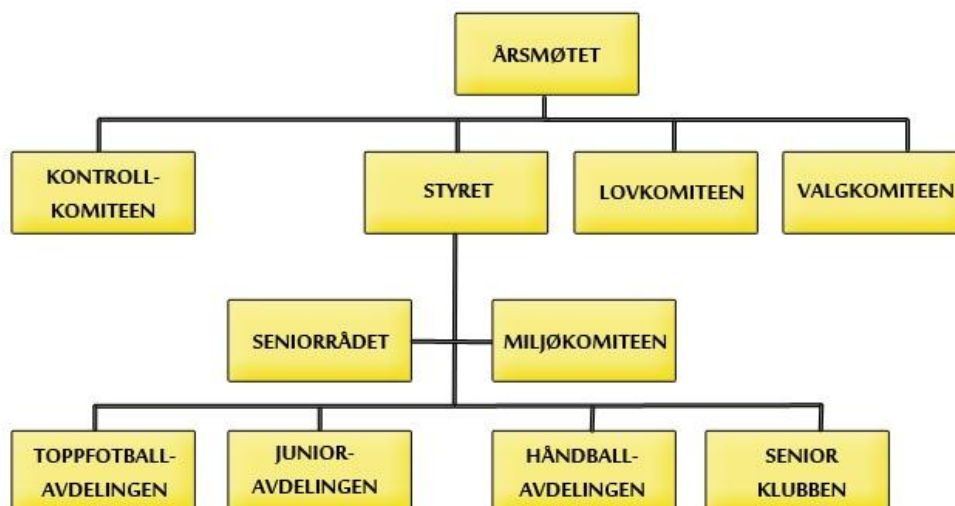 ÅRSMØTET
KONTROLL-
KOMITEEN
STYRET
LOVKOMITEEN
VALGKOMITEEN
SENIORRÅDET
MILJØKOMITEEN
TOPPFOTBALL-
AVDELINGEN
JUNIOR-
AVDELINGEN
HÅNDBALL-
AVDELINGEN
SENIOR
KLUBBEN